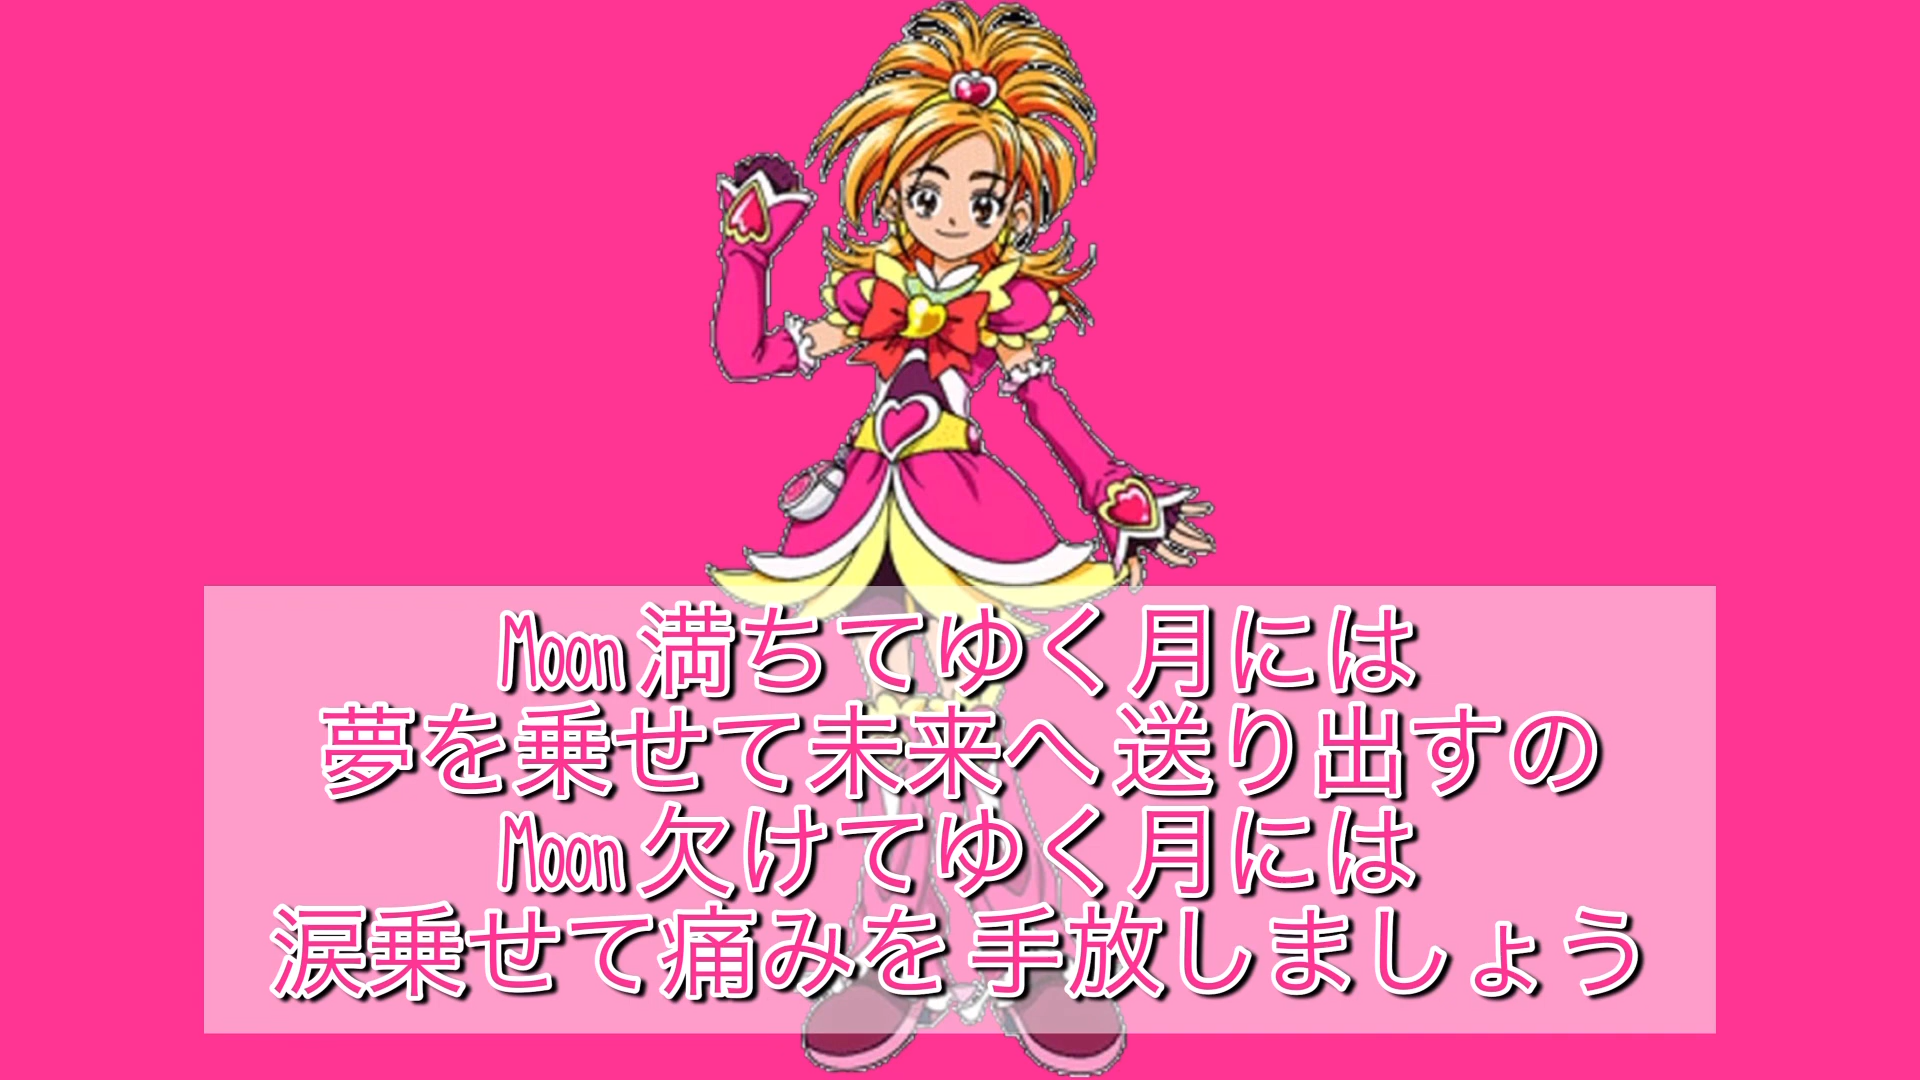 Moon 満ちてゆく月には
夢を乗せて未来へ 送り出すの
Moon 欠けてゆく月には
涙乗せて痛みを 手放しましょう